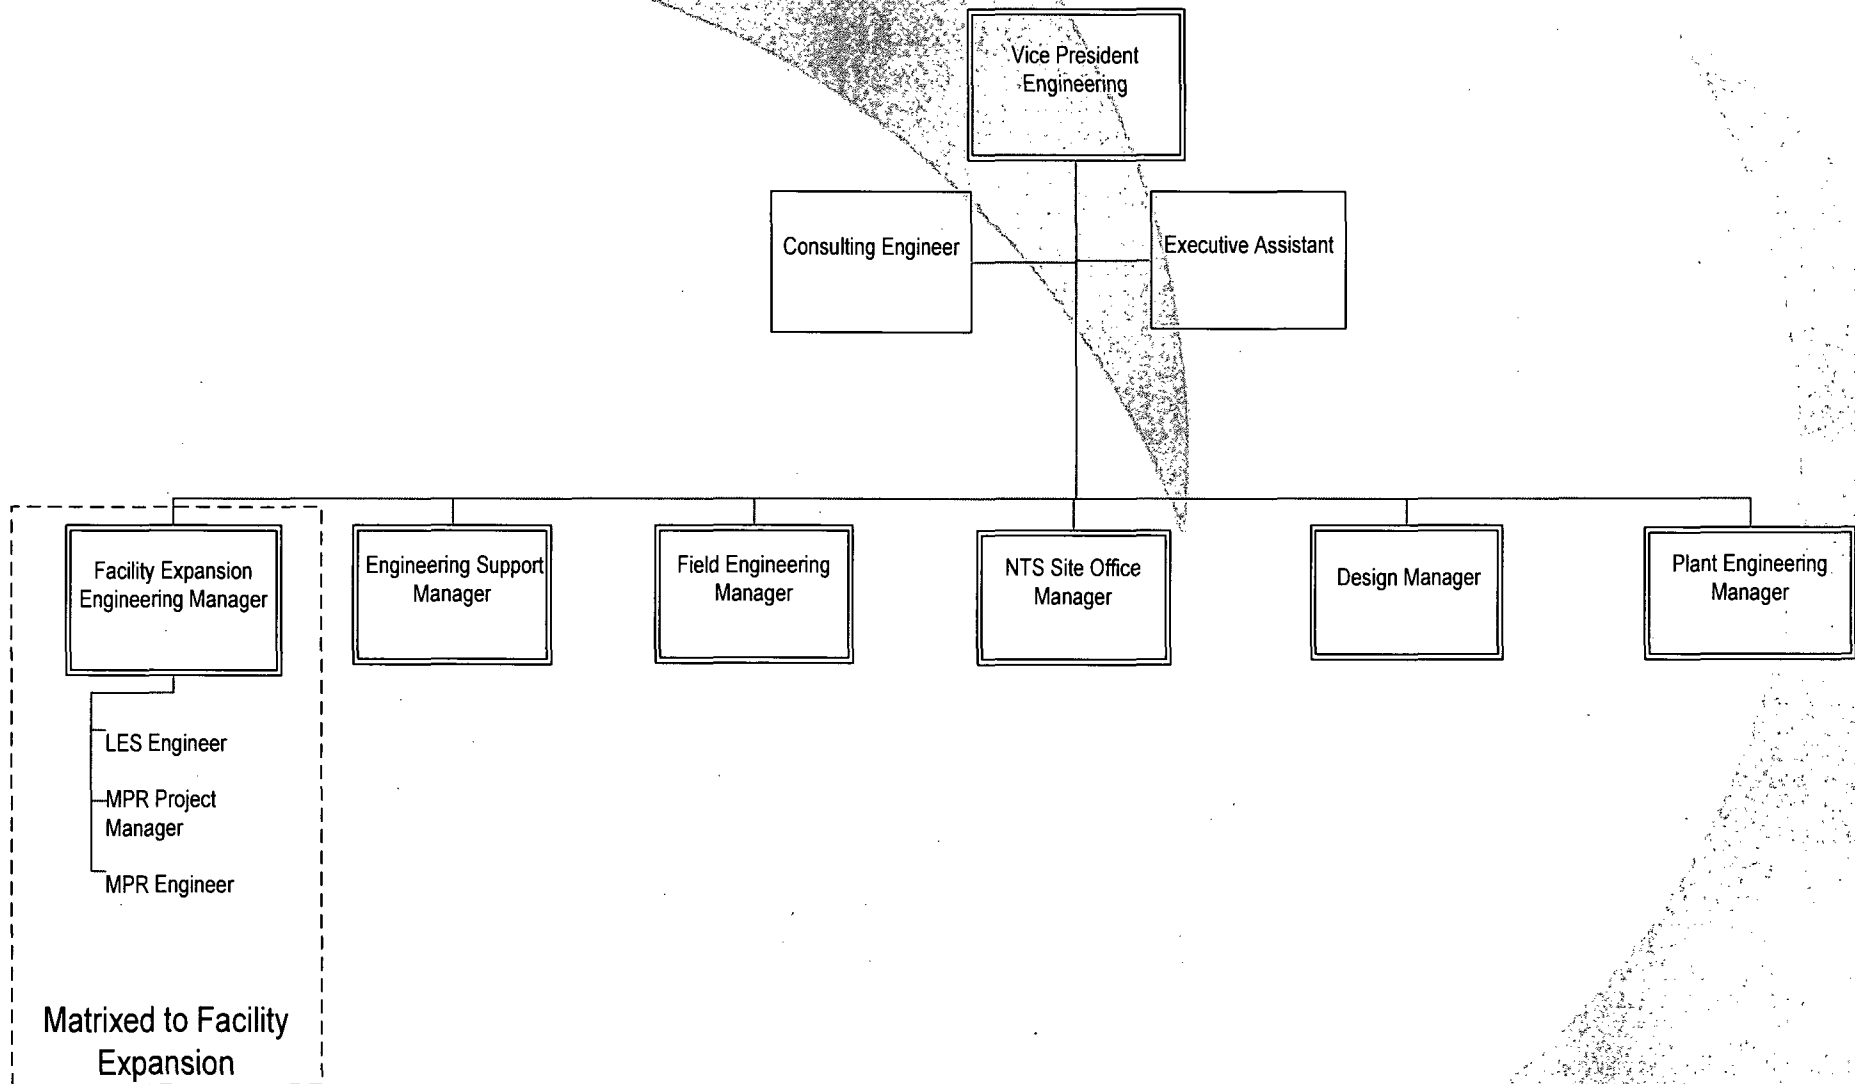 Vice President
Engineering
Consulting Engineer
Executive Assistant
Facility Expansion
Engineering Manager
Engineering Support
Manager
Field Engineering
Manager
NTS Site Office
Manager
Design Manager
Plant Engineering
Manager
LES Engineer
MPR Project
Manager
MPR Engineer
Matrixed to Facility
Expansion